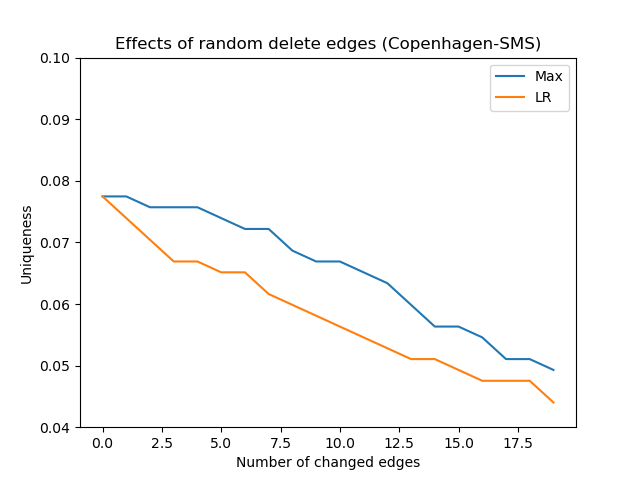 Effects of random delete edges (Copenhagen-SMS)
Max
LR
0.10
0.09
0.08
0.07
0.06
0.05
0.04
Uniqueness
0.0 2.5 5.0 7.5 10.0 12.5 15.0 17.5
Number of changed edges